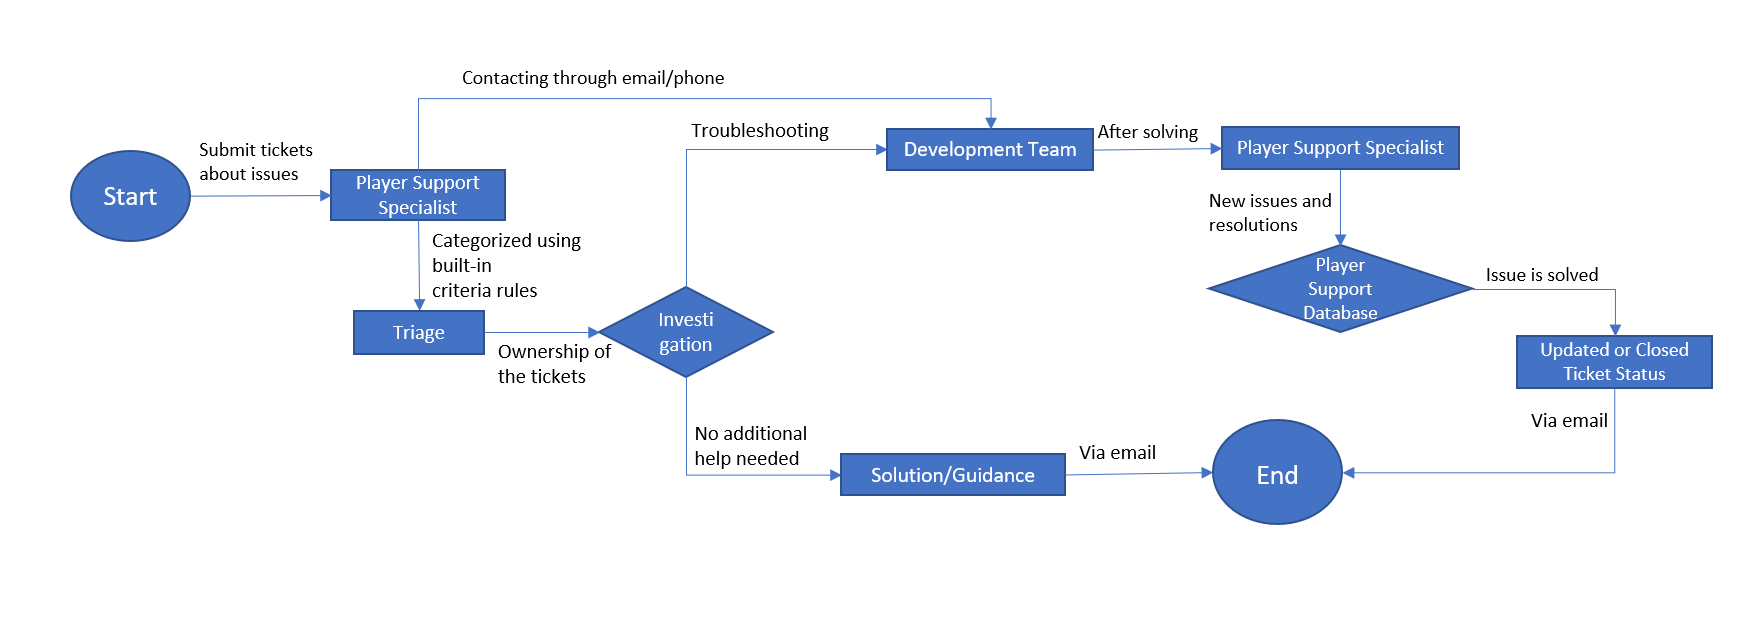 Contacting through email/phone
Submit tickets
about issues
Start
Player Support
Specialist
Categorized using
built-in
criteria rules
Triage
Ownership of
the tickets
Investi
gation
Troubleshooting
Development Team
After solving
Player Support Specialist
New issues and
resolutions
Player
Support
Database
Issue is solved
Updated or Closed
Ticket Status
Via email
No additional
help needed
Solution/Guidance
Via email
End